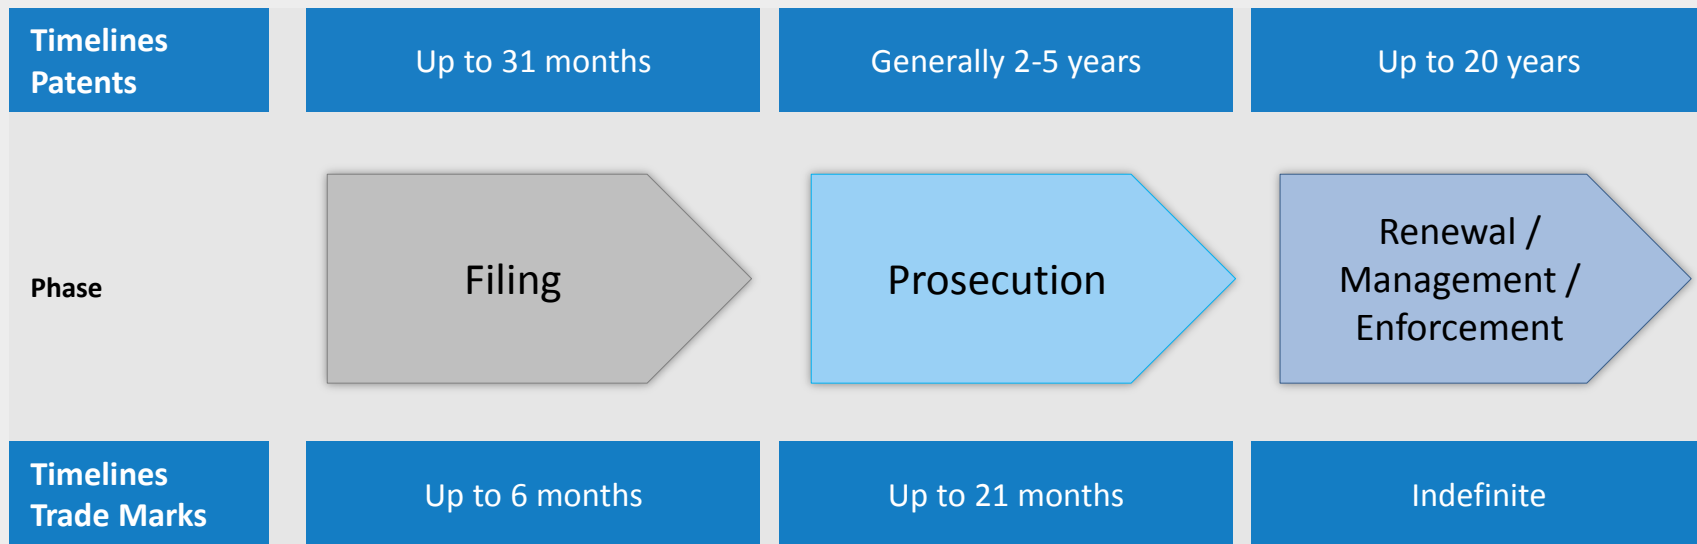 Timelines
Patents
Up to 31 months
Generally 2-5 years
Up to 20 years
Phase
Filing
Prosecution
Renewal /
Management /
Enforcement
Timelines
Trade Marks
Up to 6 months
Up to 21 months
Indefinite